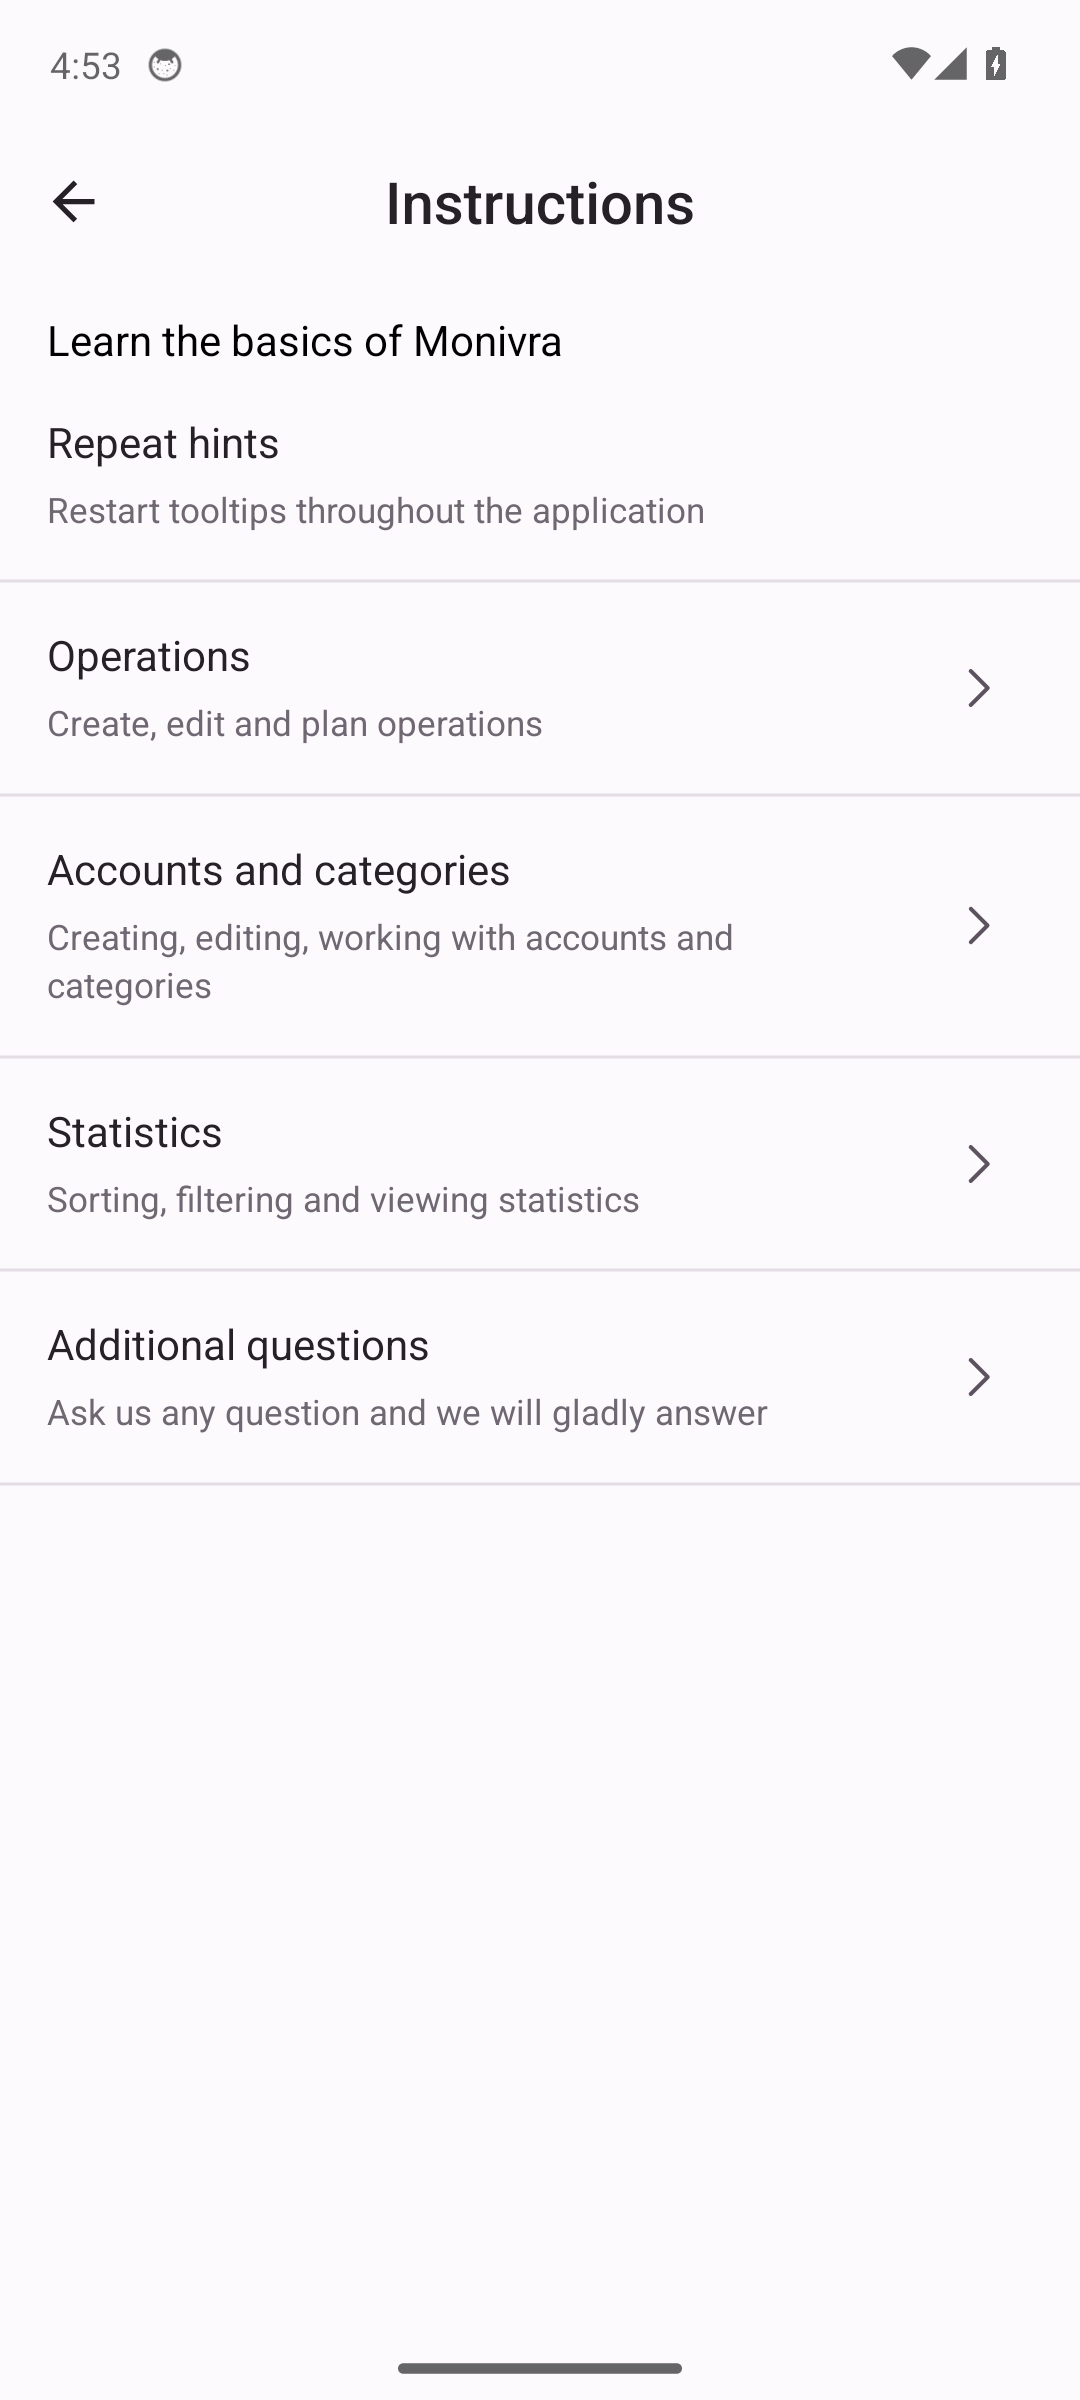 4:53
Instructions
Learn the basics of Monivra
Repeat hints
Restart tooltips throughout the application
Operations
Create, edit and plan operations
Accounts and categories
Creating, editing, working with accounts and
categories
Statistics
Sorting, filtering and viewing statistics
Additional questions
Ask us any question and we will gladly answer